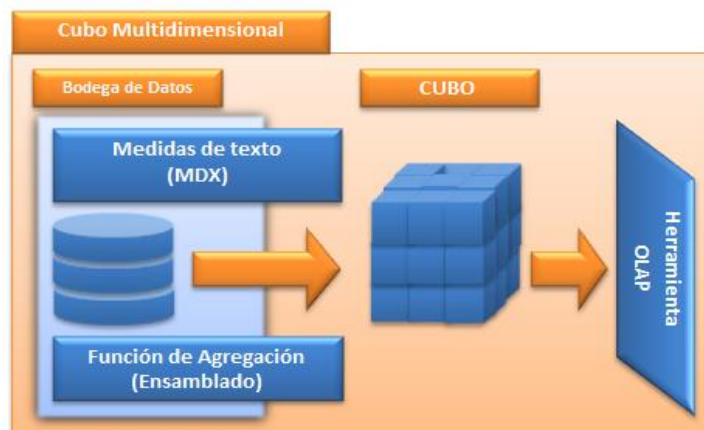 Cubo Multidimensional
Bodega de Datos
CUBO
Medidas de texto
(MDX)
Herramienta
OLAP
Función de Agregación
(Ensamblado)